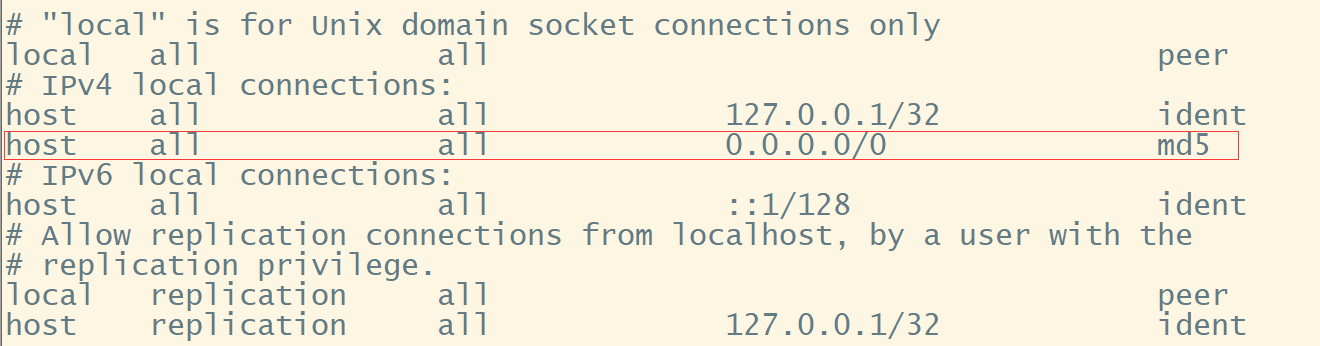 # "local" is for Unix domain socket connections only
local   all             all                                     peer
# IPv4 local connections:
host    all             all             127.0.0.1/32            ident
host    all             all             0.0.0.0/0               md5
# IPv6 local connections:
host    all             all             ::1/128                 ident
# Allow replication connections from localhost, by a user with the
# replication privilege.
local   replication     all                                     peer
host    replication     all             127.0.0.1/32            ident